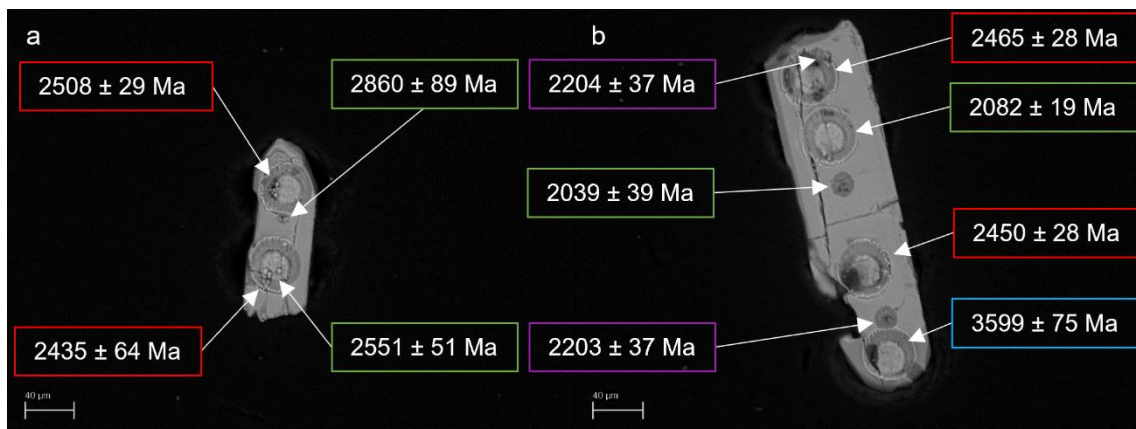 a
2508 ± 29 Ma
2860 ± 89 Ma
2435 ± 64 Ma
2551 ± 51 Ma
40 µm
b
2465 ± 28 Ma
2204 ± 37 Ma
2082 ± 19 Ma
2039 ± 39 Ma
2450 ± 28 Ma
2203 ± 37 Ma
3599 ± 75 Ma
40 µm